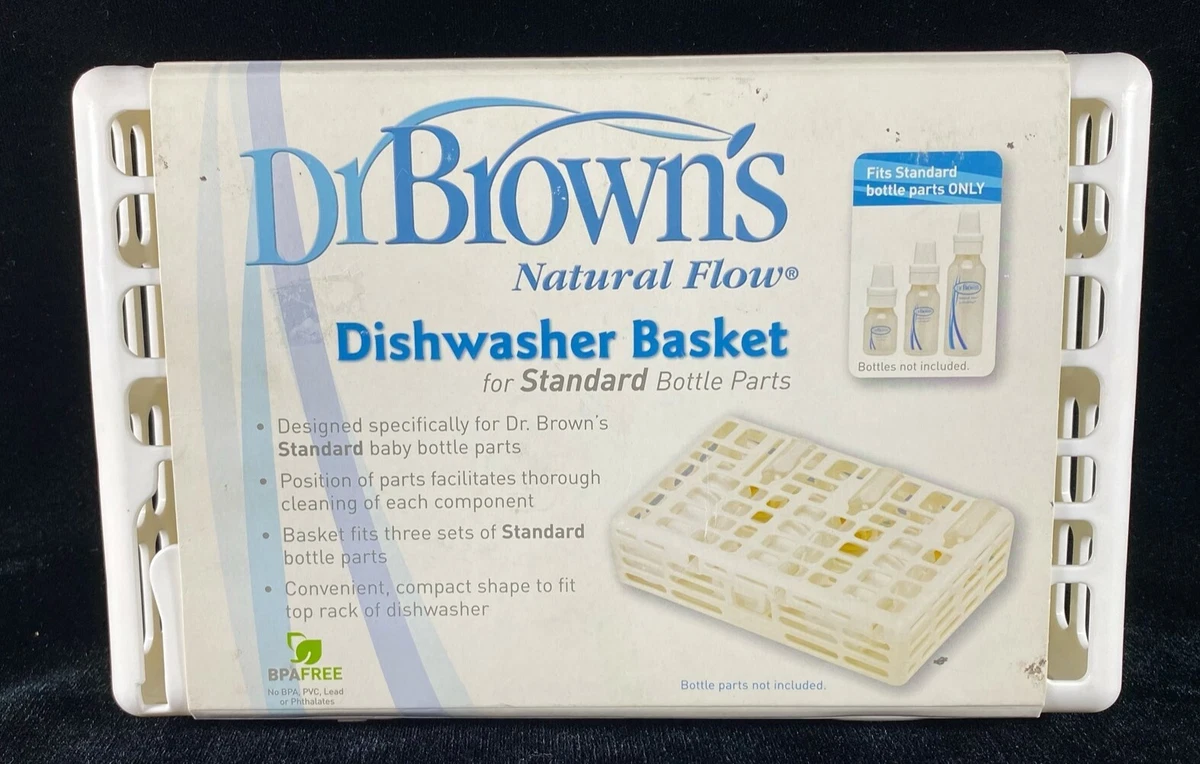 Dr Brown's
Natural Flow®
Dishwasher Basket
for Standard Bottle Parts
Fits Standard
bottle parts ONLY
Bottles not included.
• Designed specifically for Dr. Brown's
Standard baby bottle parts
• Position of parts facilitates thorough
cleaning of each component
• Basket fits three sets of Standard
bottle parts
• Convenient, compact shape to fit
top rack of dishwasher
BPAFREE
No BPA, PVC, Lead
or Phthalates
Bottle parts not included.